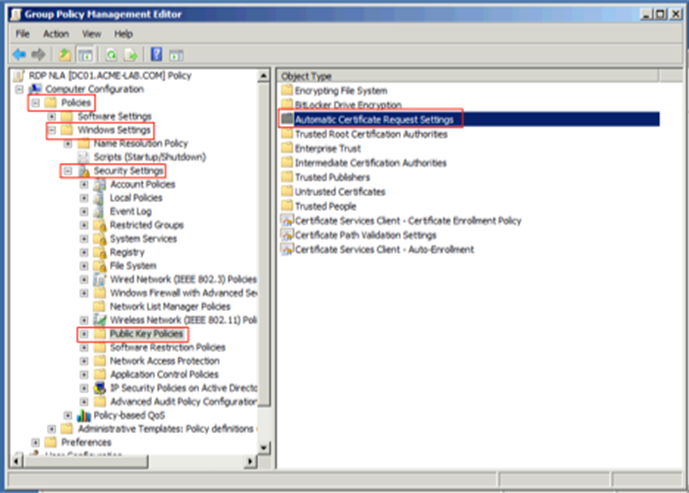 Group Policy Management Editor
File Action View Help
RDP NLA [DC01.ACME-LAB.COM] Policy
Computer Configuration
Policies
Software Settings
Windows Settings
Name Resolution Policy
Scripts (Startup/Shutdown)
Security Settings
Account Policies
Local Policies
Event Log
Restricted Groups
System Services
Registry
File System
Wired Network (IEEE 802.3) Policies
Windows Firewall with Advanced Se
Network List Manager Policies
Wireless Network (IEEE 802.11) Poli
Public Key Policies
Software Restriction Policies
Network Access Protection
Application Control Policies
IP Security Policies on Active Directo
Advanced Audit Policy Configuration
Policy-based QoS
Administrative Templates: Policy definitions (
Preferences
User Configuration
Object Type
Encrypting File System
BitLocker Drive Encryption
Automatic Certificate Request Settings
Trusted Root Certification Authorities
Enterprise Trust
Intermediate Certification Authorities
Trusted Publishers
Untrusted Certificates
Trusted People
Certificate Services Client - Certificate Enrollment Policy
Certificate Path Validation Settings
Certificate Services Client - Auto-Enrollment